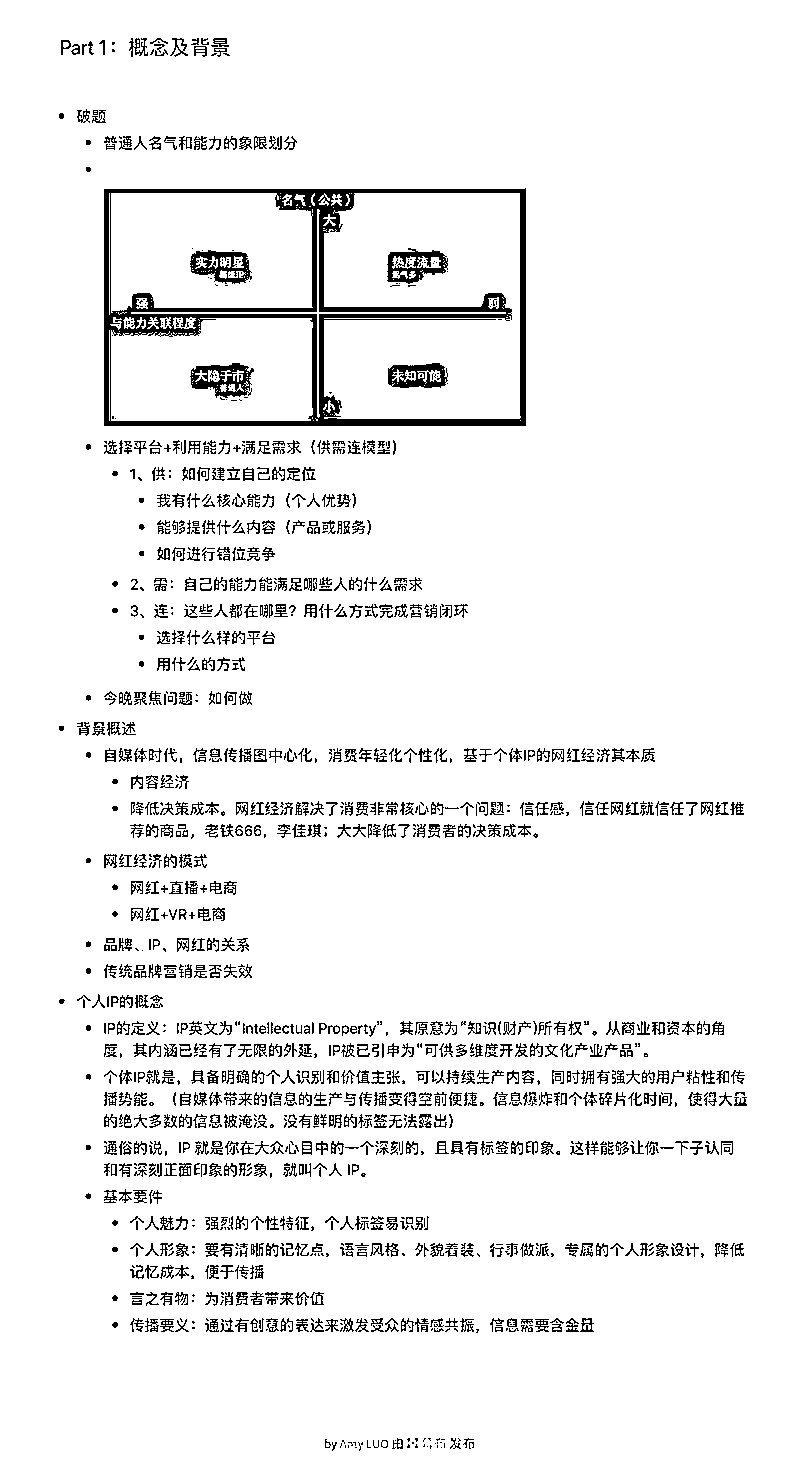 Part 1：概念及背景
破题
普通人名气和能力的象限划分
名气（公共）
大
实力明星
超级IP
热度流量
名气多
强
弱
与能力关联程度
大隐于市
普通人
未知可能
小
选择平台+利用能力+满足需求（供需连模型）
1、供：如何建立自己的定位
我有什么核心能力（个人优势）
能够提供什么内容（产品或服务）
如何进行错位竞争
2、需：自己的能力能满足哪些人的什么需求
3、连：这些人都在哪里？用什么方式完成营销闭环
选择什么样的平台
用什么的方式
今晚聚焦问题：如何做
背景概述
自媒体时代，信息传播图中心化，消费年轻化个性化，基于个体IP的网红经济其本质
内容经济
降低决策成本。网红经济解决了消费非常核心的一个问题：信任感，信任网红就信任了网红推
荐的商品，老铁666，李佳琪；大大降低了消费者的决策成本。
网红经济的模式
网红+直播+电商
网红+VR+电商
品牌、IP、网红的关系
传统品牌营销是否失效
个人IP的概念
IP的定义：IP英文为“Intellectual Property”，其原意为“知识(财产)所有权”。从商业和资本的角
度，其内涵已经有了无限的外延，IP被已引申为“可供多维度开发的文化产业产品”。
个体IP就是，具备明确的个人识别和价值主张，可以持续生产内容，同时拥有强大的用户粘性和传
播势能。（自媒体带来的信息的生产与传播变得空前便捷。信息爆炸和个体碎片化时间，使得大量
的绝大多数的信息被淹没。没有鲜明的标签无法露出）
通俗的说，IP 就是你在大众心目中的一个深刻的，且具有标签的印象。这样能够让你一下子认同
和有深刻正面印象的形象，就叫个人 IP。
基本要件
个人魅力：强烈的个性特征，个人标签易识别
个人形象：要有清晰的记忆点，语言风格、外貌着装、行事做派，专属的个人形象设计，降低
记忆成本，便于传播
言之有物：为消费者带来价值
传播要义：通过有创意的表达来激发受众的情感共振，信息需要含金量
by Amy LUO 由 发布